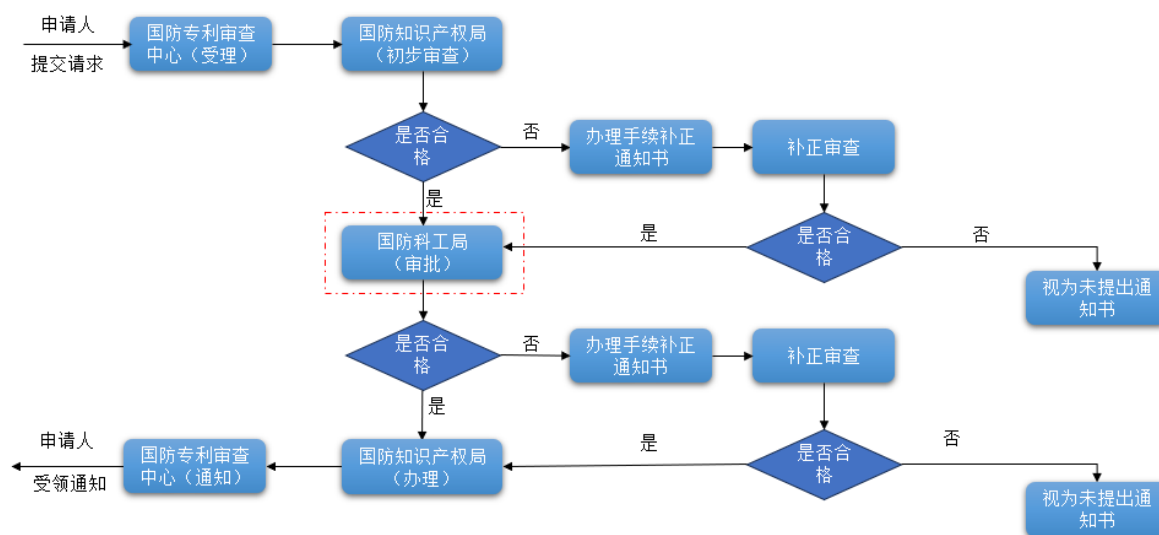 申请人
提交请求
国防专利审查
中心（受理）
国防知识产权局
（初步审查）
是否合
格
否
办理手续补正
通知书
补正审查
是
国防科工局
（审批）
是
是否合
格
否
视为未提出通
知书
是否合
格
否
办理手续补正
通知书
补正审查
是
申请人
受领通知
国防专利审查
中心（通知）
国防知识产权局
（办理）
是
是否合
格
否
视为未提出通
知书